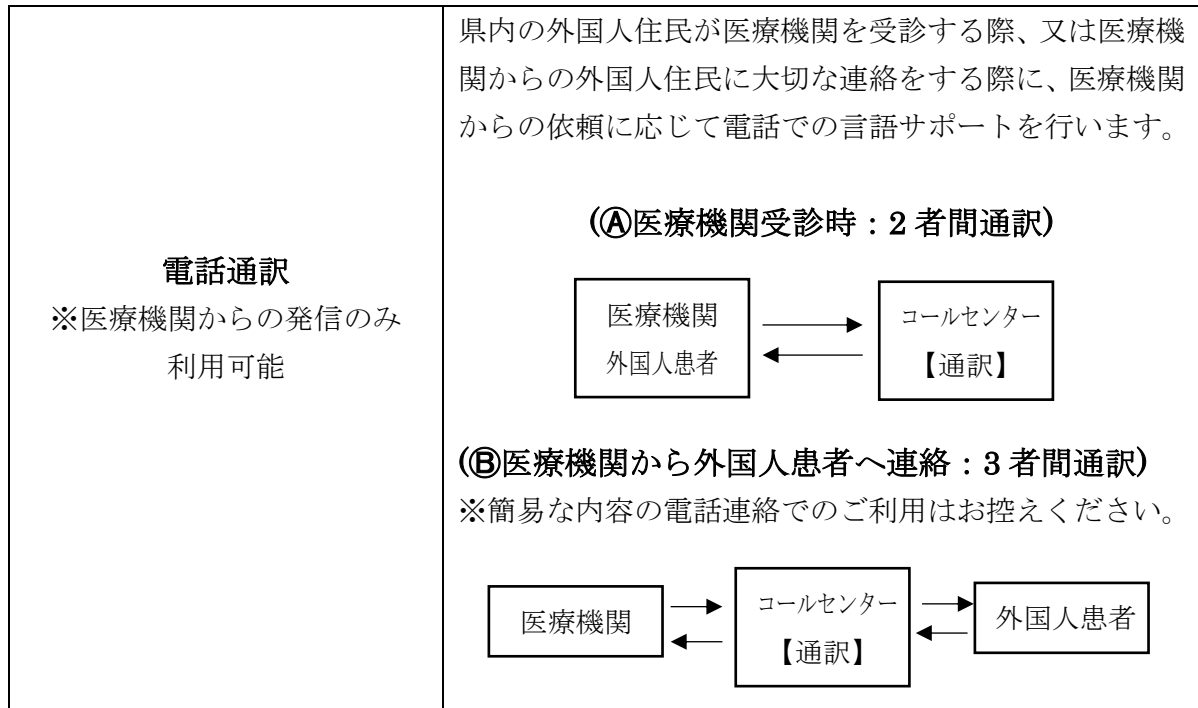 電話通訳
※医療機関からの発信のみ
利用可能
県内の外国人住民が医療機関を受診する際、又は医療機
関からの外国人住民に大切な連絡をする際に、医療機関
からの依頼に応じて電話での言語サポートを行います。
(Ⓐ医療機関受診時：2者間通訳)
医療機関
外国人患者
コールセンター
【通訳】
(Ⓑ医療機関から外国人患者へ連絡：3者間通訳)
※簡易な内容の電話連絡でのご利用はお控えください。
医療機関
コールセンター
【通訳】
外国人患者